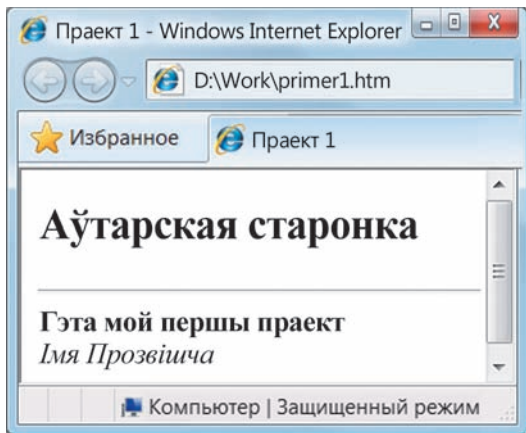 Праект 1 - Windows Internet Explorer
D:\Work\primer1.htm
Избранное
Праект 1
Аўтарская старонка
Гэта мой першы праект
Імя Прозвішча
Компьютер | Защищенный режим